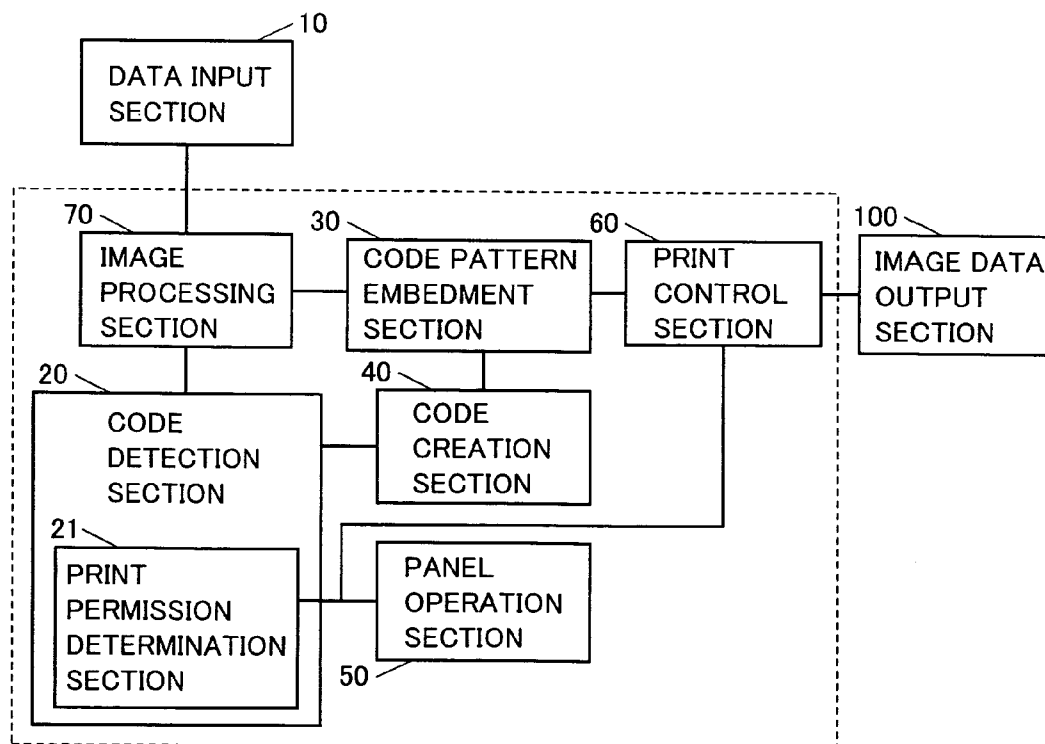 10
DATA INPUT
SECTION
70
IMAGE
PROCESSING
SECTION
30
CODE PATTERN
EMBEDMENT
SECTION
60
PRINT
CONTROL
SECTION
100
IMAGE DATA
OUTPUT
SECTION
20
CODE
DETECTION
SECTION
40
CODE
CREATION
SECTION
21
PRINT
PERMISSION
DETERMINATION
SECTION
PANEL
OPERATION
SECTION
50